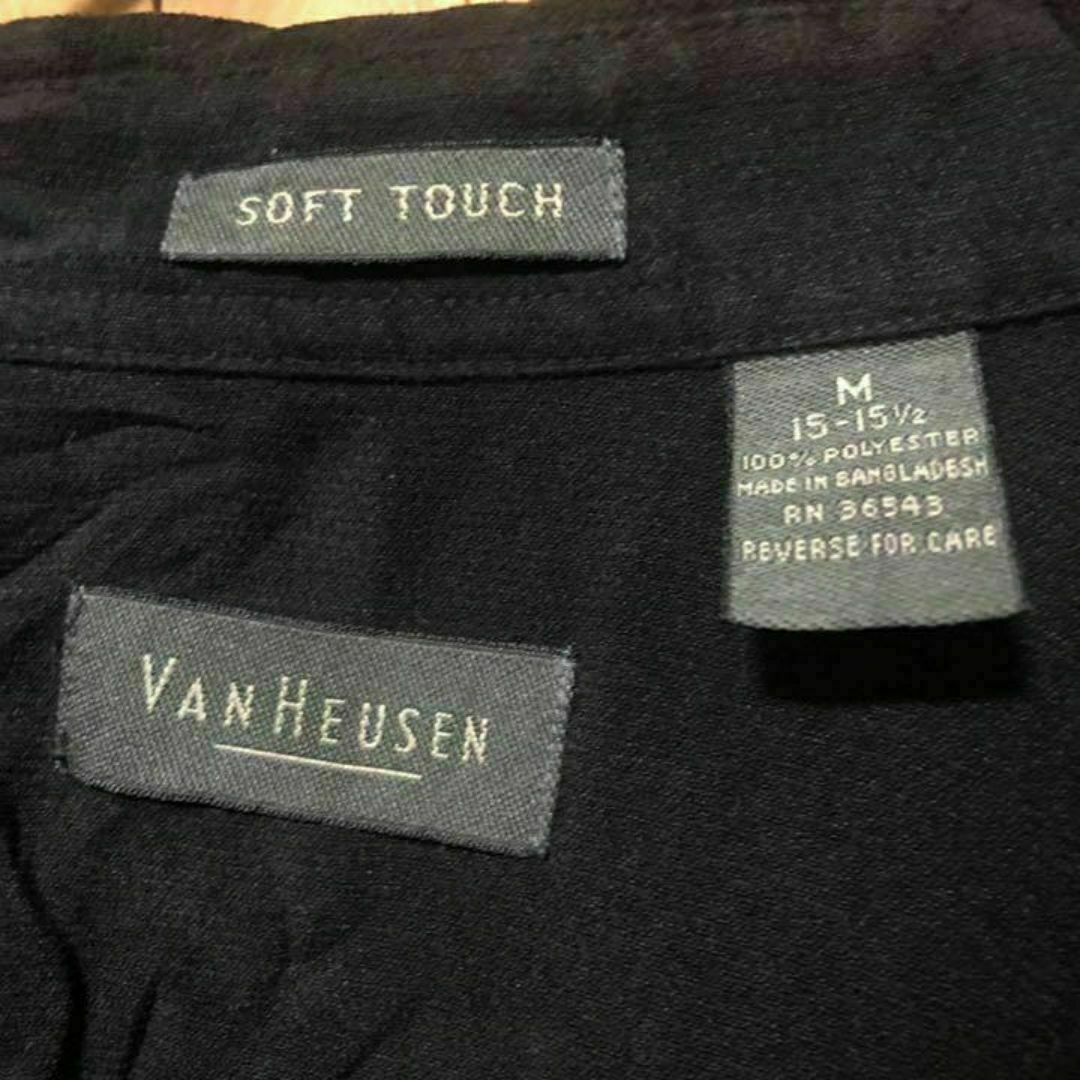 SOFT TOUCH
M
15-15½
100% POLYESTER
MADE IN BANGLADESH
RN 36543
REVERSE FOR CARE
VAN HEUSEN